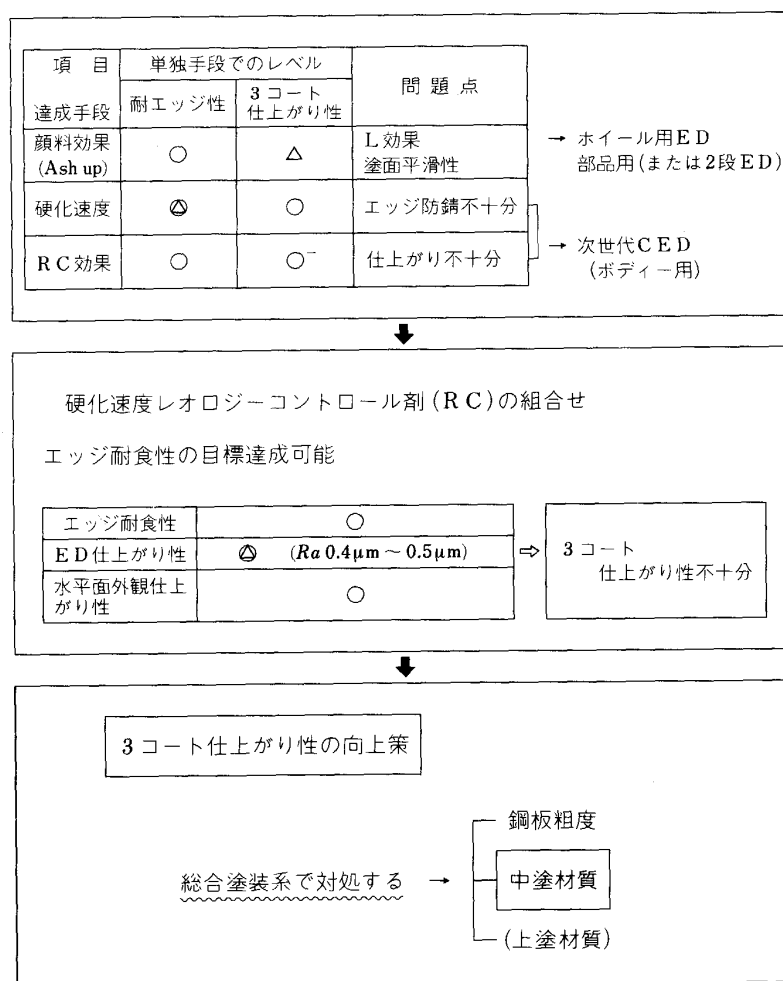 項目 単独手段でのレベル 問題点
達成手段 耐エッジ性 3コート仕上がり性
顔料効果 (Ash up) ○ △ L効果 塗面平滑性
→ ホイール用ED
部品用(または2段ED)
硬化速度 ◎ ○ エッジ防錆不十分
RC効果 ○ ○⁻ 仕上がり不十分
→ 次世代CED
(ボディー用)
硬化速度レオロジーコントロール剤(RC)の組合せ
エッジ耐食性の目標達成可能
エッジ耐食性 ○
ED仕上がり性 (Ra 0.4μm~0.5μm)
水平面外観仕上
がり性 ○
⇨ 3コート
仕上がり性不十分
3コート仕上がり性の向上策
総合塗装系で対処する →
鋼板粗度
中塗材質
(上塗材質)